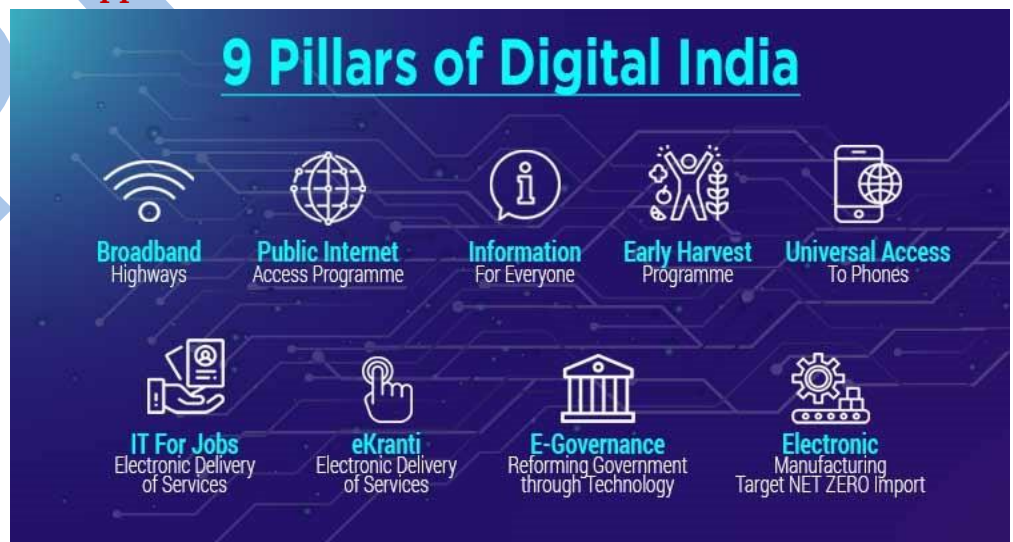 9 Pillars of Digital India
Broadband
Highways
Public Internet
Access Programme
Information
For Everyone
Early Harvest
Programme
Universal Access
To Phones
IT For Jobs
Electronic Delivery
of Services
eKranti
Electronic Delivery
of Services
E-Governance
Reforming Government
through Technology
Electronic
Manufacturing
Target NET ZERO Import